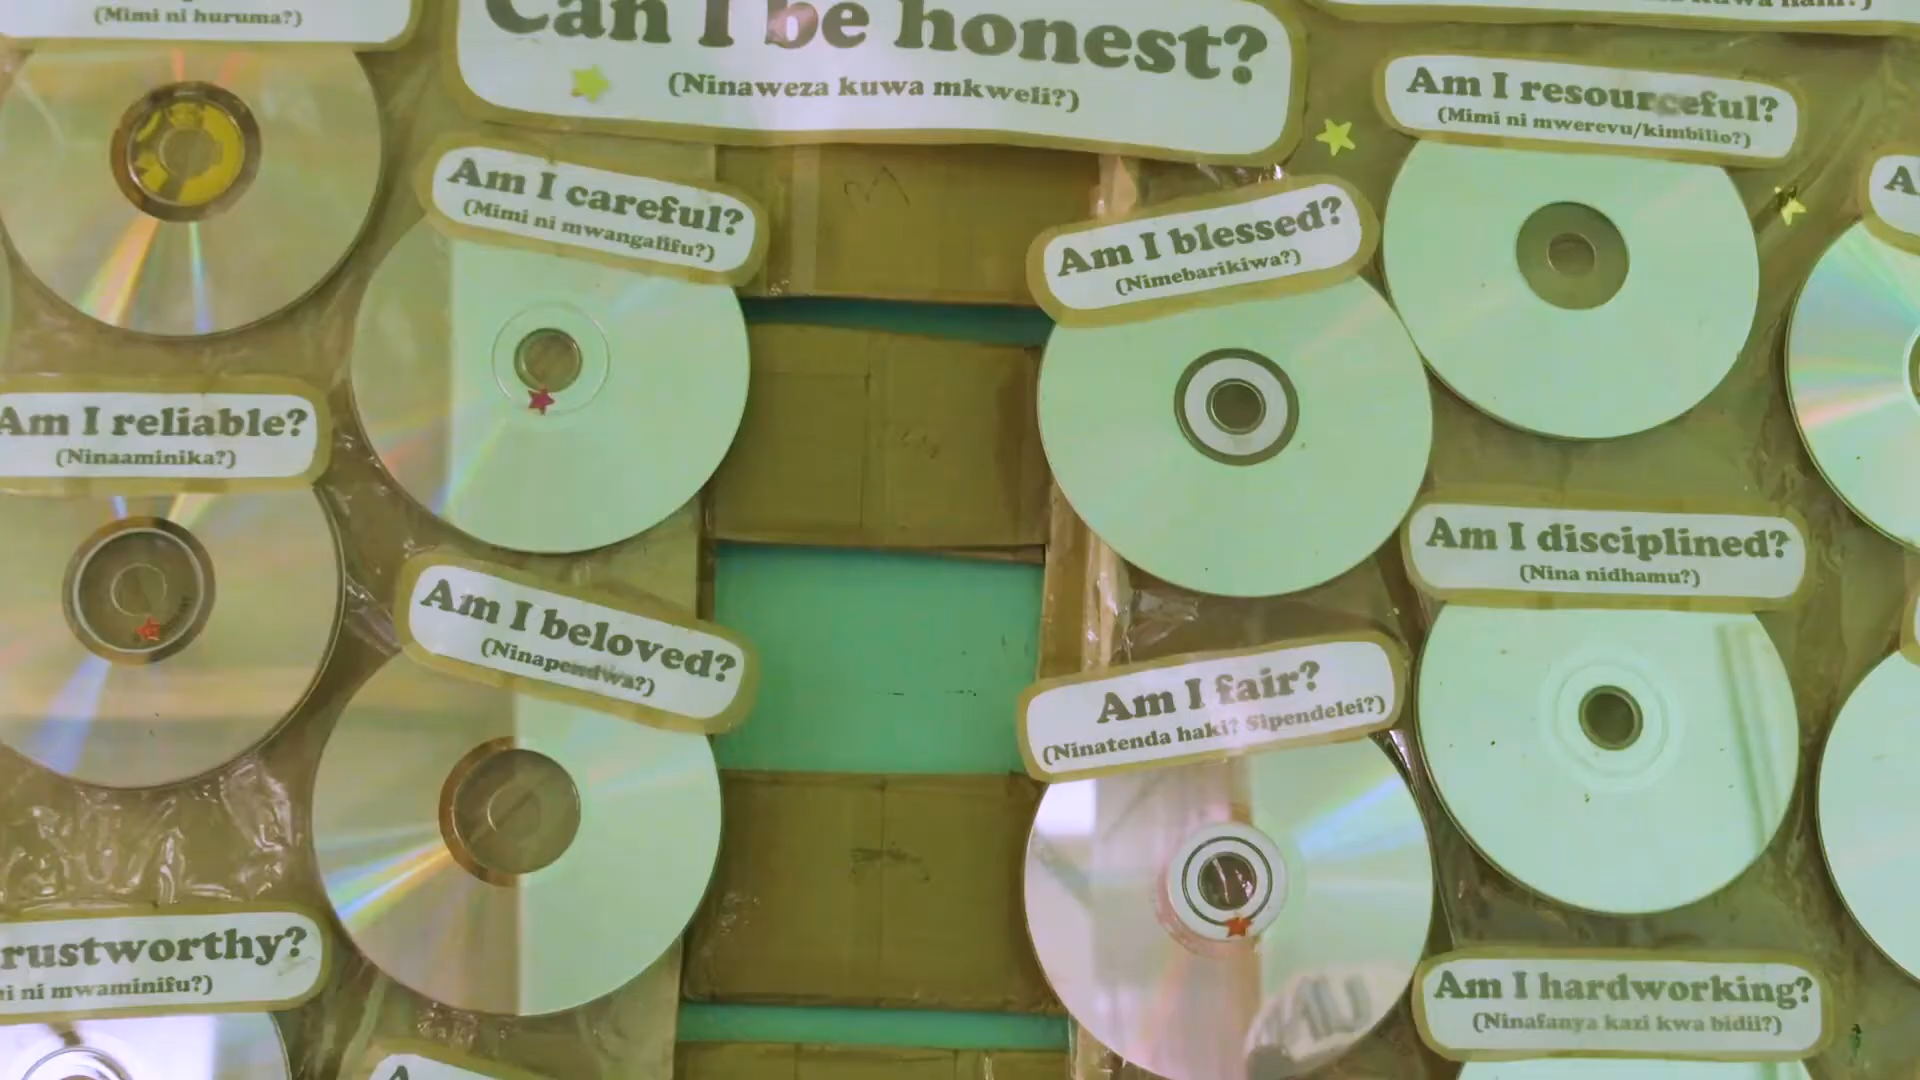 (Mimi ni huruma?)
Can I be honest?
(Ninaweza kuwa mkweli?)
Am I resourceful?
(Mimi ni mwerevu/kimbilio?)
Am I careful?
(Mimi ni mwangalifu?)
Am I blessed?
(Nimebarikiwa?)
Am I reliable?
(Ninaaminika?)
Am I disciplined?
(Nina nidhamu?)
Am I beloved?
(Ninapendwa?)
Am I fair?
(Ninatenda haki? Sipendelei?)
rustworthy?
ni mwaminifu?)
Am I hardworking?
(Ninafanya kazi kwa bidii?)